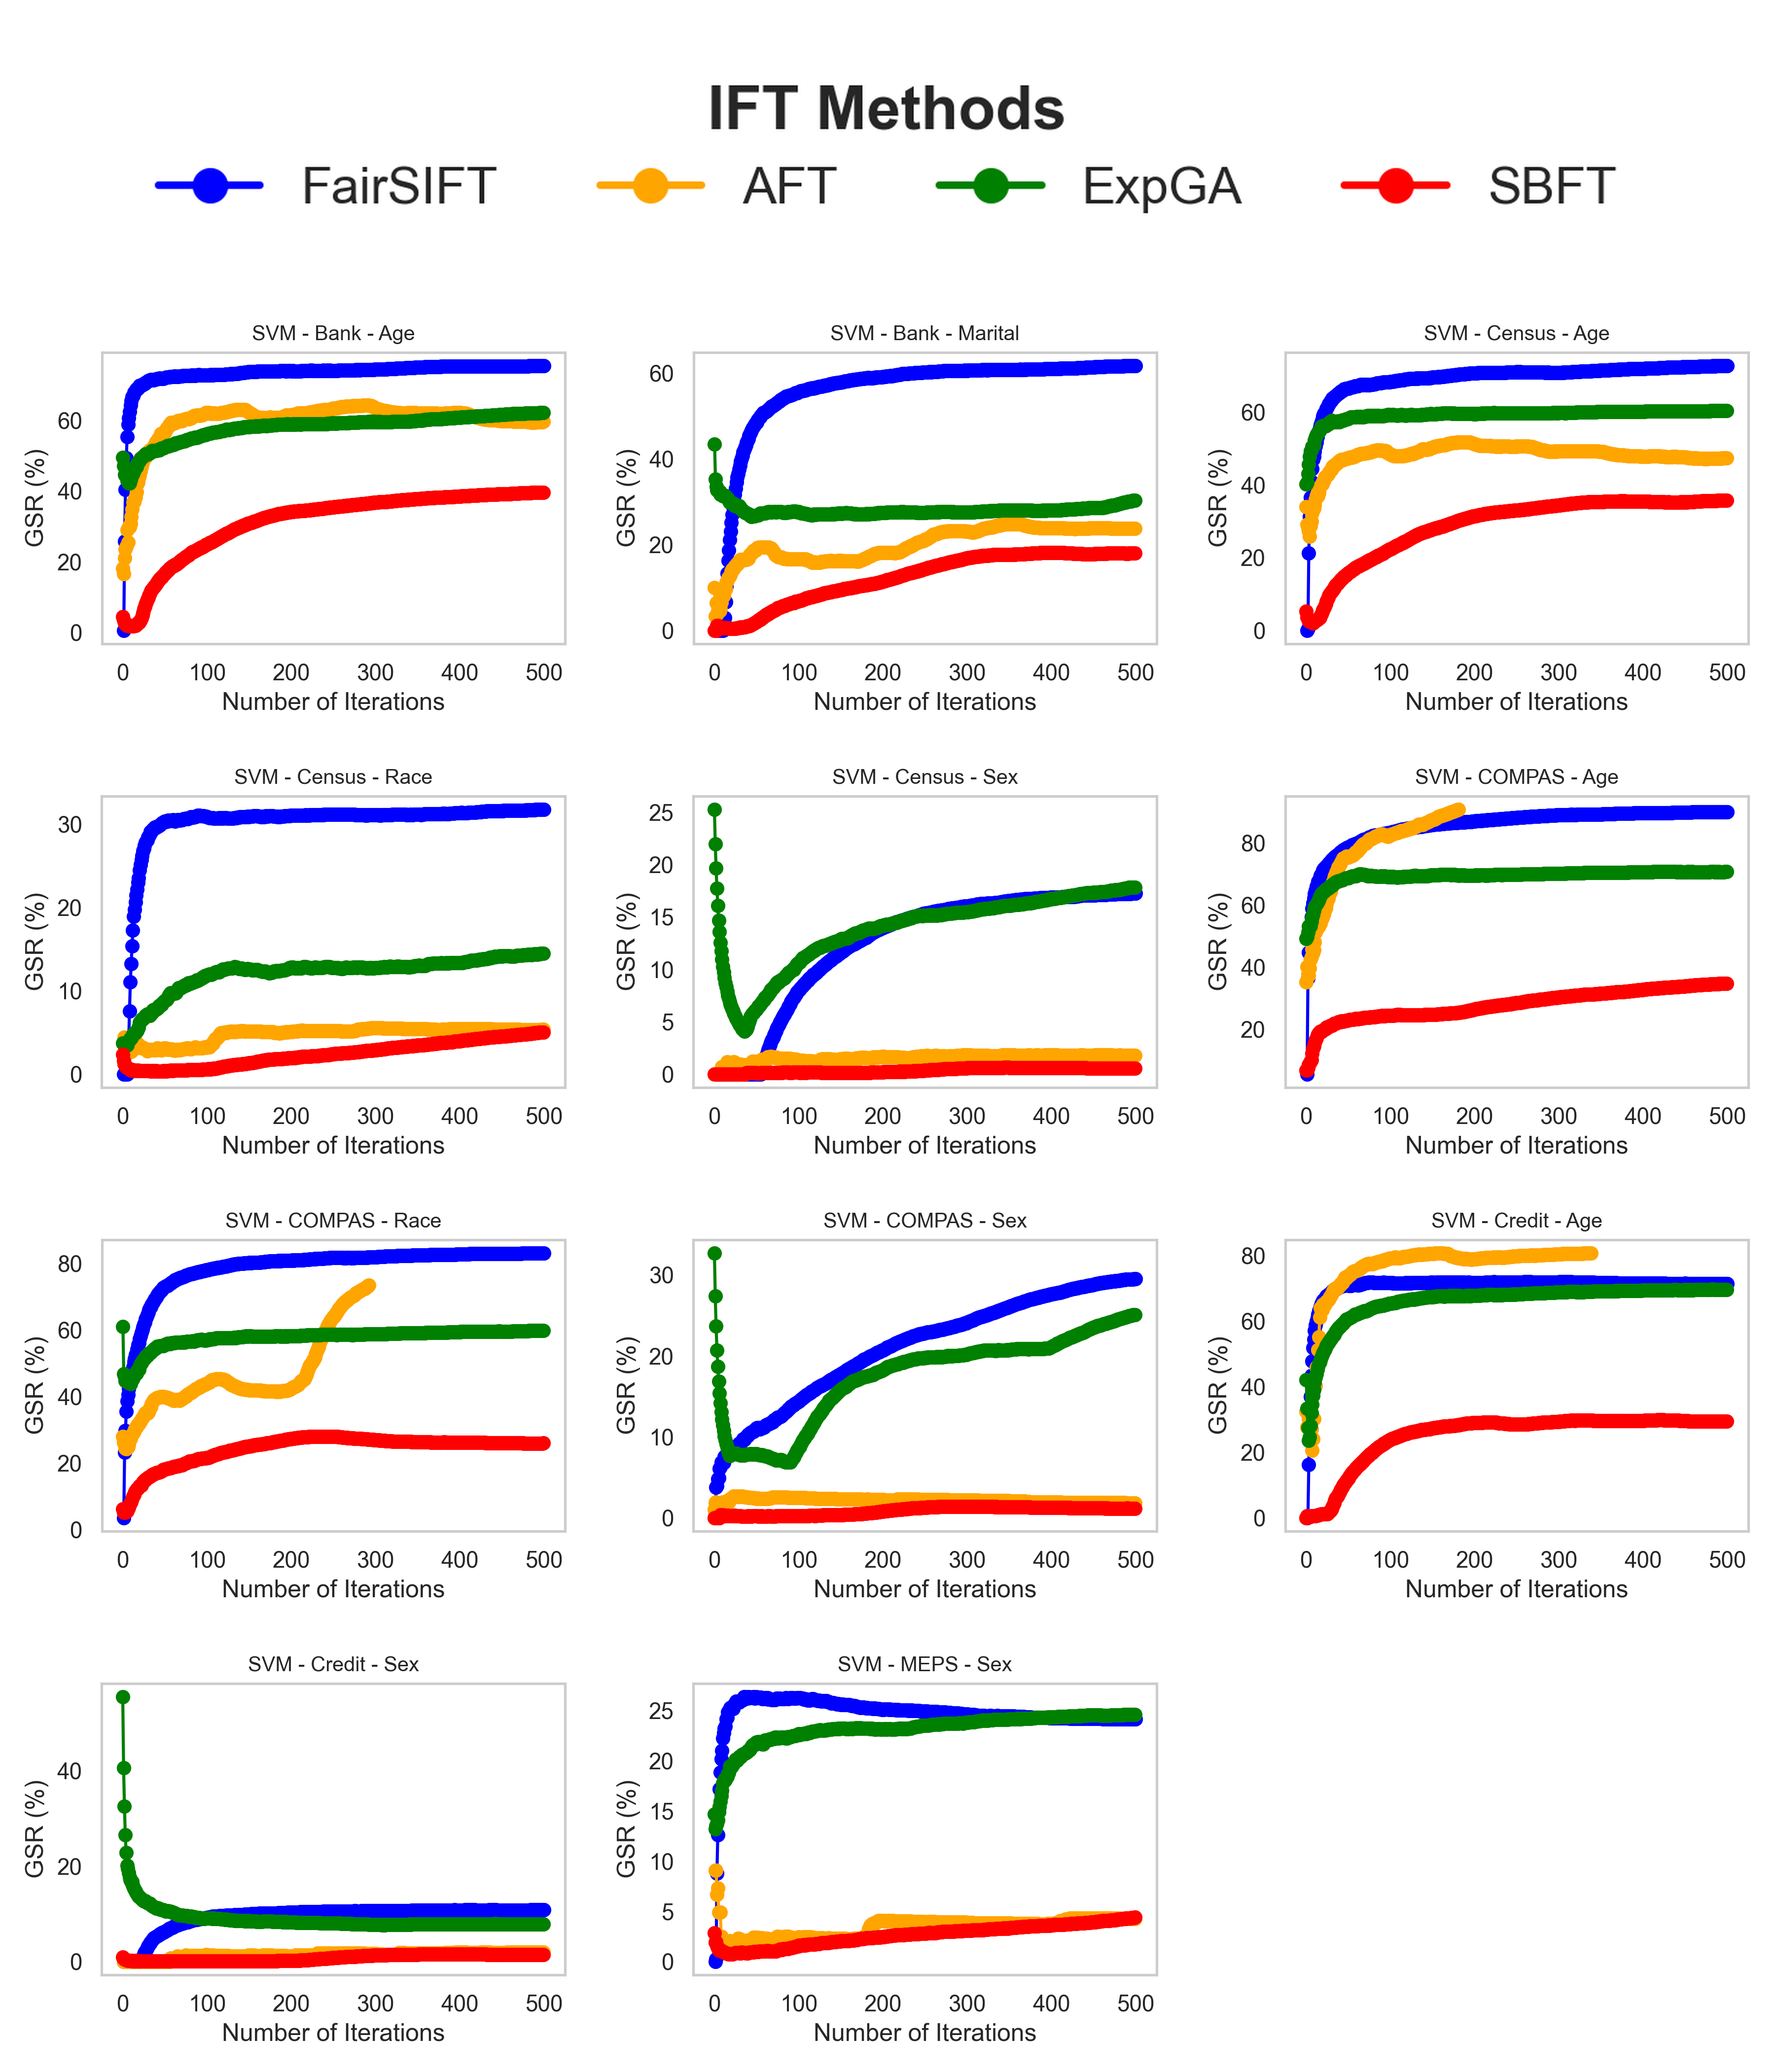 IFT Methods
FairSIFT AFT ExpGA SBFT
SVM - Bank - Age
GSR (%)
60
40
20
0
0 100 200 300 400 500
Number of Iterations
SVM - Bank - Marital
GSR (%)
60
40
20
0
0 100 200 300 400 500
Number of Iterations
SVM - Census - Age
GSR (%)
60
40
20
0
0 100 200 300 400 500
Number of Iterations
SVM - Census - Race
GSR (%)
30
20
10
0
0 100 200 300 400 500
Number of Iterations
SVM - Census - Sex
GSR (%)
25
20
15
10
5
0
0 100 200 300 400 500
Number of Iterations
SVM - COMPAS - Age
GSR (%)
80
60
40
20
0 100 200 300 400 500
Number of Iterations
SVM - COMPAS - Race
GSR (%)
80
60
40
20
0
0 100 200 300 400 500
Number of Iterations
SVM - COMPAS - Sex
GSR (%)
30
20
10
0
0 100 200 300 400 500
Number of Iterations
SVM - Credit - Age
GSR (%)
80
60
40
20
0
0 100 200 300 400 500
Number of Iterations
SVM - Credit - Sex
GSR (%)
40
20
0
0 100 200 300 400 500
Number of Iterations
SVM - MEPS - Sex
GSR (%)
25
20
15
10
5
0
0 100 200 300 400 500
Number of Iterations